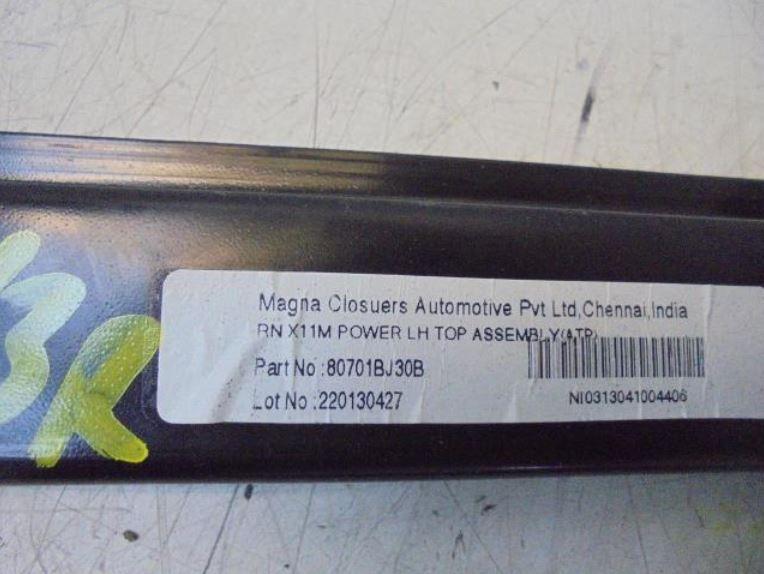 Magna Closuers Automotive Pvt Ltd,Chennai,India
RN X11M POWER LH TOP ASSEMBLY(ATP)
Part No :80701BJ30B
Lot No :220130427
NI0313041004406